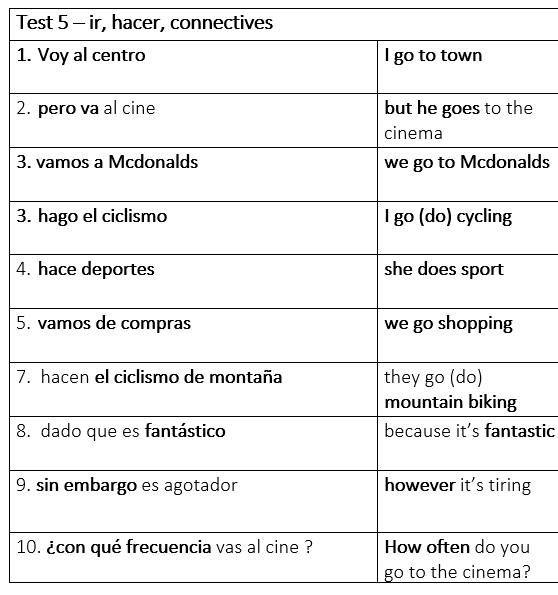 Test 5 – ir, hacer, connectives
1. Voy al centro
I go to town
2. pero va al cine
but he goes to the
cinema
3. vamos a Mcdonalds
we go to Mcdonalds
3. hago el ciclismo
I go (do) cycling
4. hace deportes
she does sport
5. vamos de compras
we go shopping
7. hacen el ciclismo de montaña
they go (do)
mountain biking
8. dado que es fantástico
because it’s fantastic
9. sin embargo es agotador
however it’s tiring
10. ¿con qué frecuencia vas al cine ?
How often do you
go to the cinema?